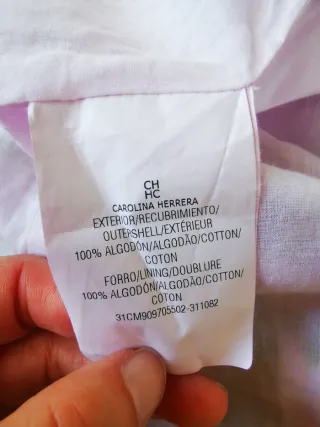 CH
HC
CAROLINA HERRERA
EXTERIOR/RECUBRIMIENTO/
OUTERSHELL/EXTÉRIEUR
100% ALGODÓN/ALGODÃO/COTTON/
COTON
FORRO/LINING/DOUBLURE
100% ALGODÓN/ALGODÃO/COTTON/
COTON
31CM909705502-311082